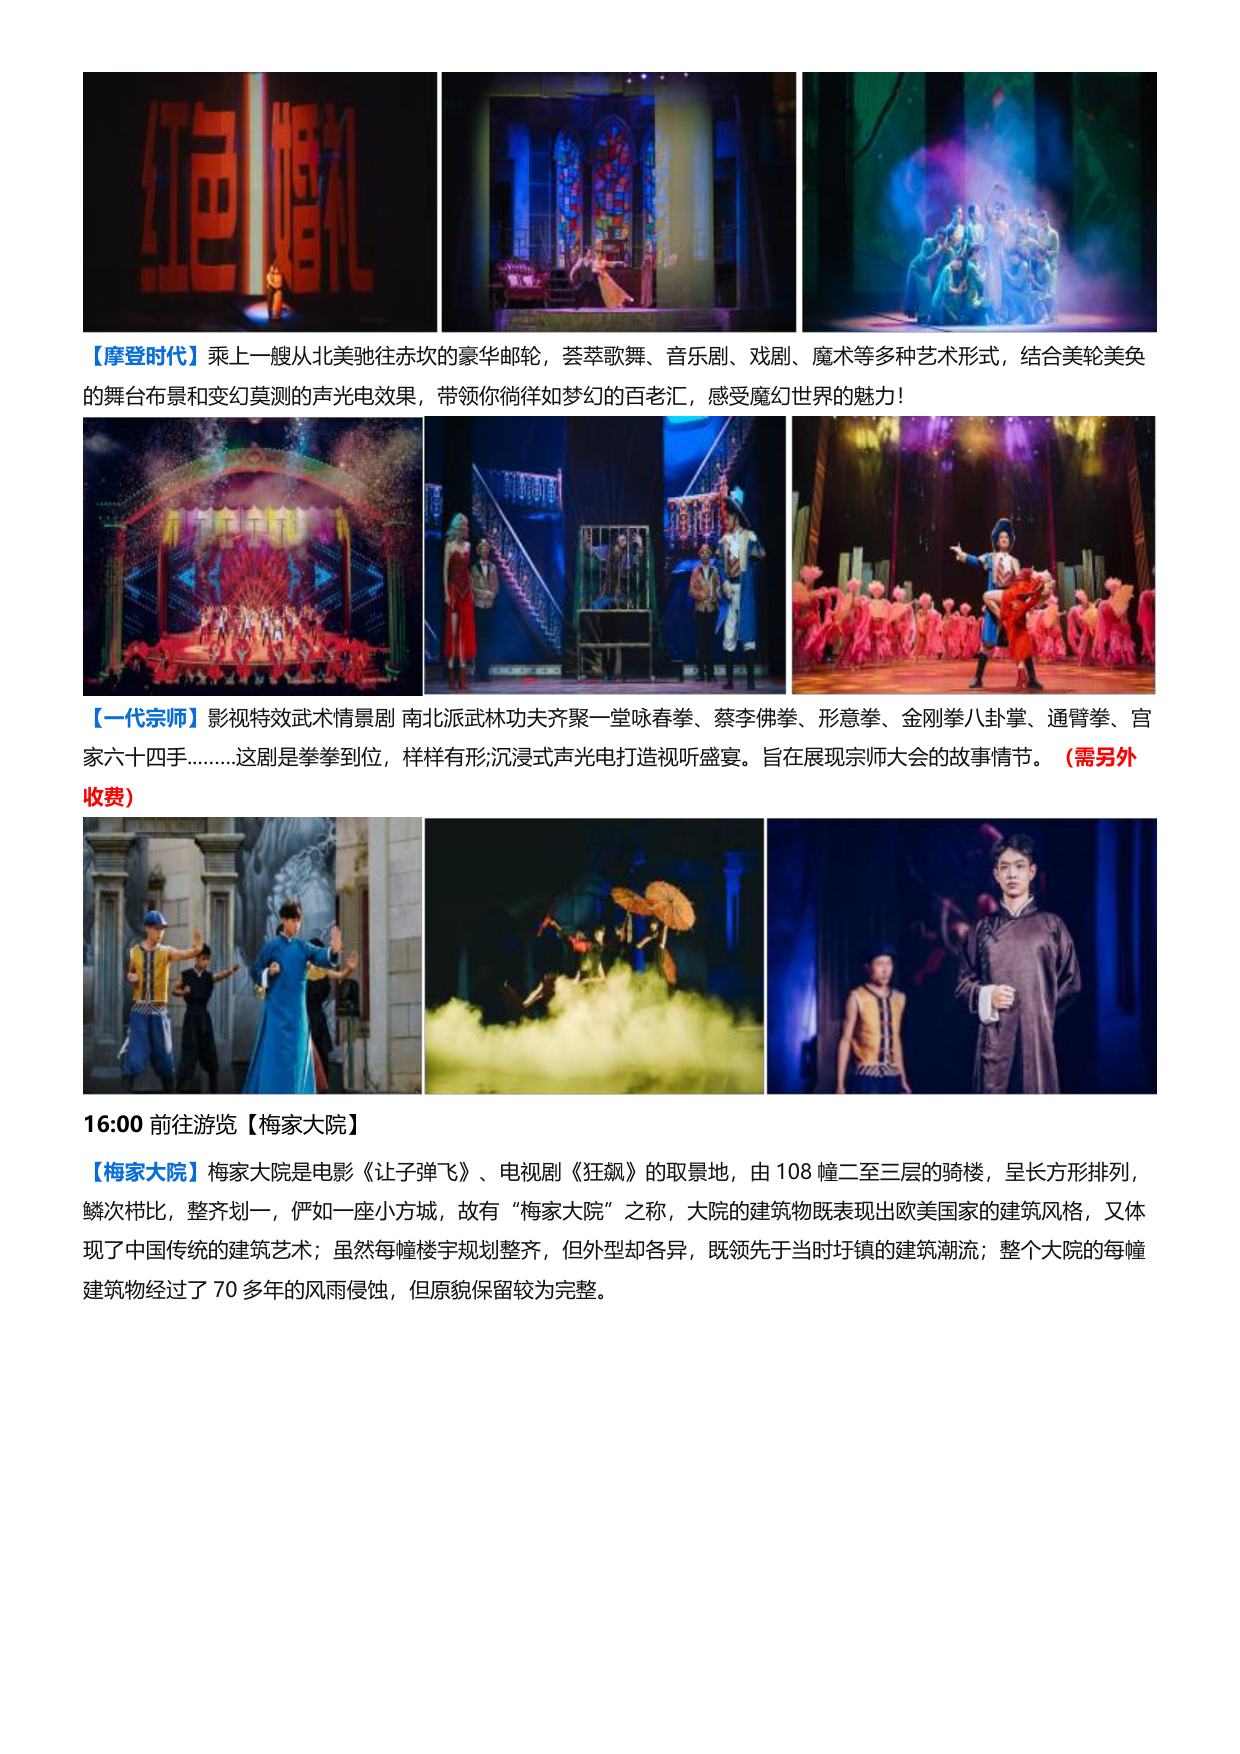 红色婚礼
【摩登时代】乘上一艘从北美驰往赤坎的豪华邮轮，荟萃歌舞、音乐剧、戏剧、魔术等多种艺术形式，结合美轮美奂
的舞台布景和变幻莫测的声光电效果，带领你徜徉如梦幻的百老汇，感受魔幻世界的魅力！
【一代宗师】影视特效武术情景剧 南北派武林功夫齐聚一堂咏春拳、蔡李佛拳、形意拳、金刚拳八卦掌、通臂拳、宫
家六十四手.........这剧是拳拳到位，样样有形;沉浸式声光电打造视听盛宴。旨在展现宗师大会的故事情节。（需另外
收费）
16:00 前往游览【梅家大院】
【梅家大院】梅家大院是电影《让子弹飞》、电视剧《狂飙》的取景地，由 108 幢二至三层的骑楼，呈长方形排列，
鳞次栉比，整齐划一，俨如一座小方城，故有“梅家大院”之称，大院的建筑物既表现出欧美国家的建筑风格，又体
现了中国传统的建筑艺术；虽然每幢楼宇规划整齐，但外型却各异，既领先于当时圩镇的建筑潮流；整个大院的每幢
建筑物经过了 70 多年的风雨侵蚀，但原貌保留较为完整。